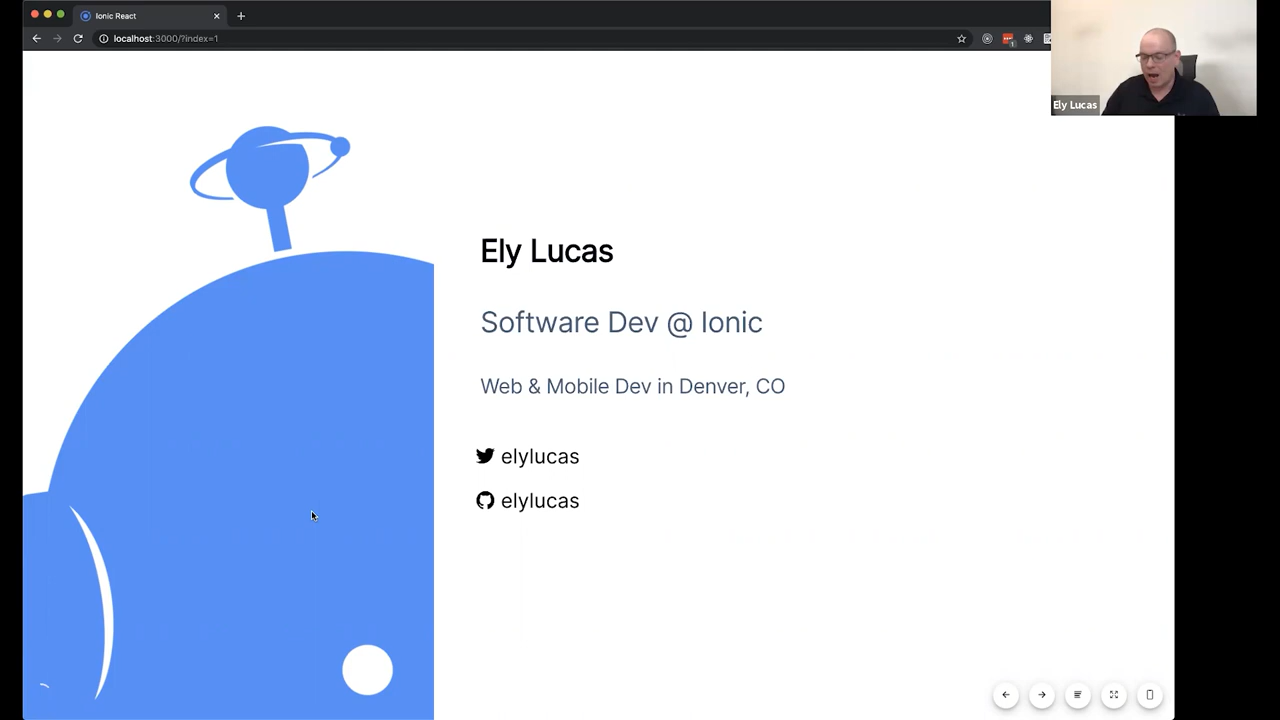 Ionic React
localhost:3000/?index=1
1
Ely Lucas
Ely Lucas
Software Dev @ Ionic
Web & Mobile Dev in Denver, CO
elylucas
elylucas